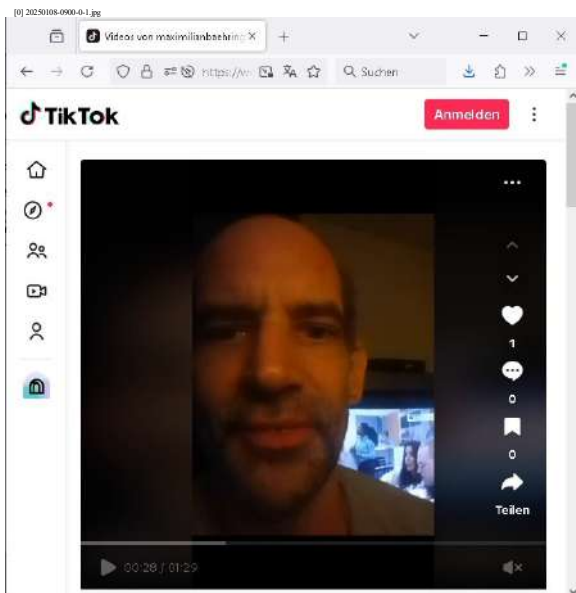 [0] 20250108-0900-0-1.jpg
Videos von maximilianbaehring
Suchen
TikTok
Anmelden
1
0
0
Teilen
00:28 / 01:29